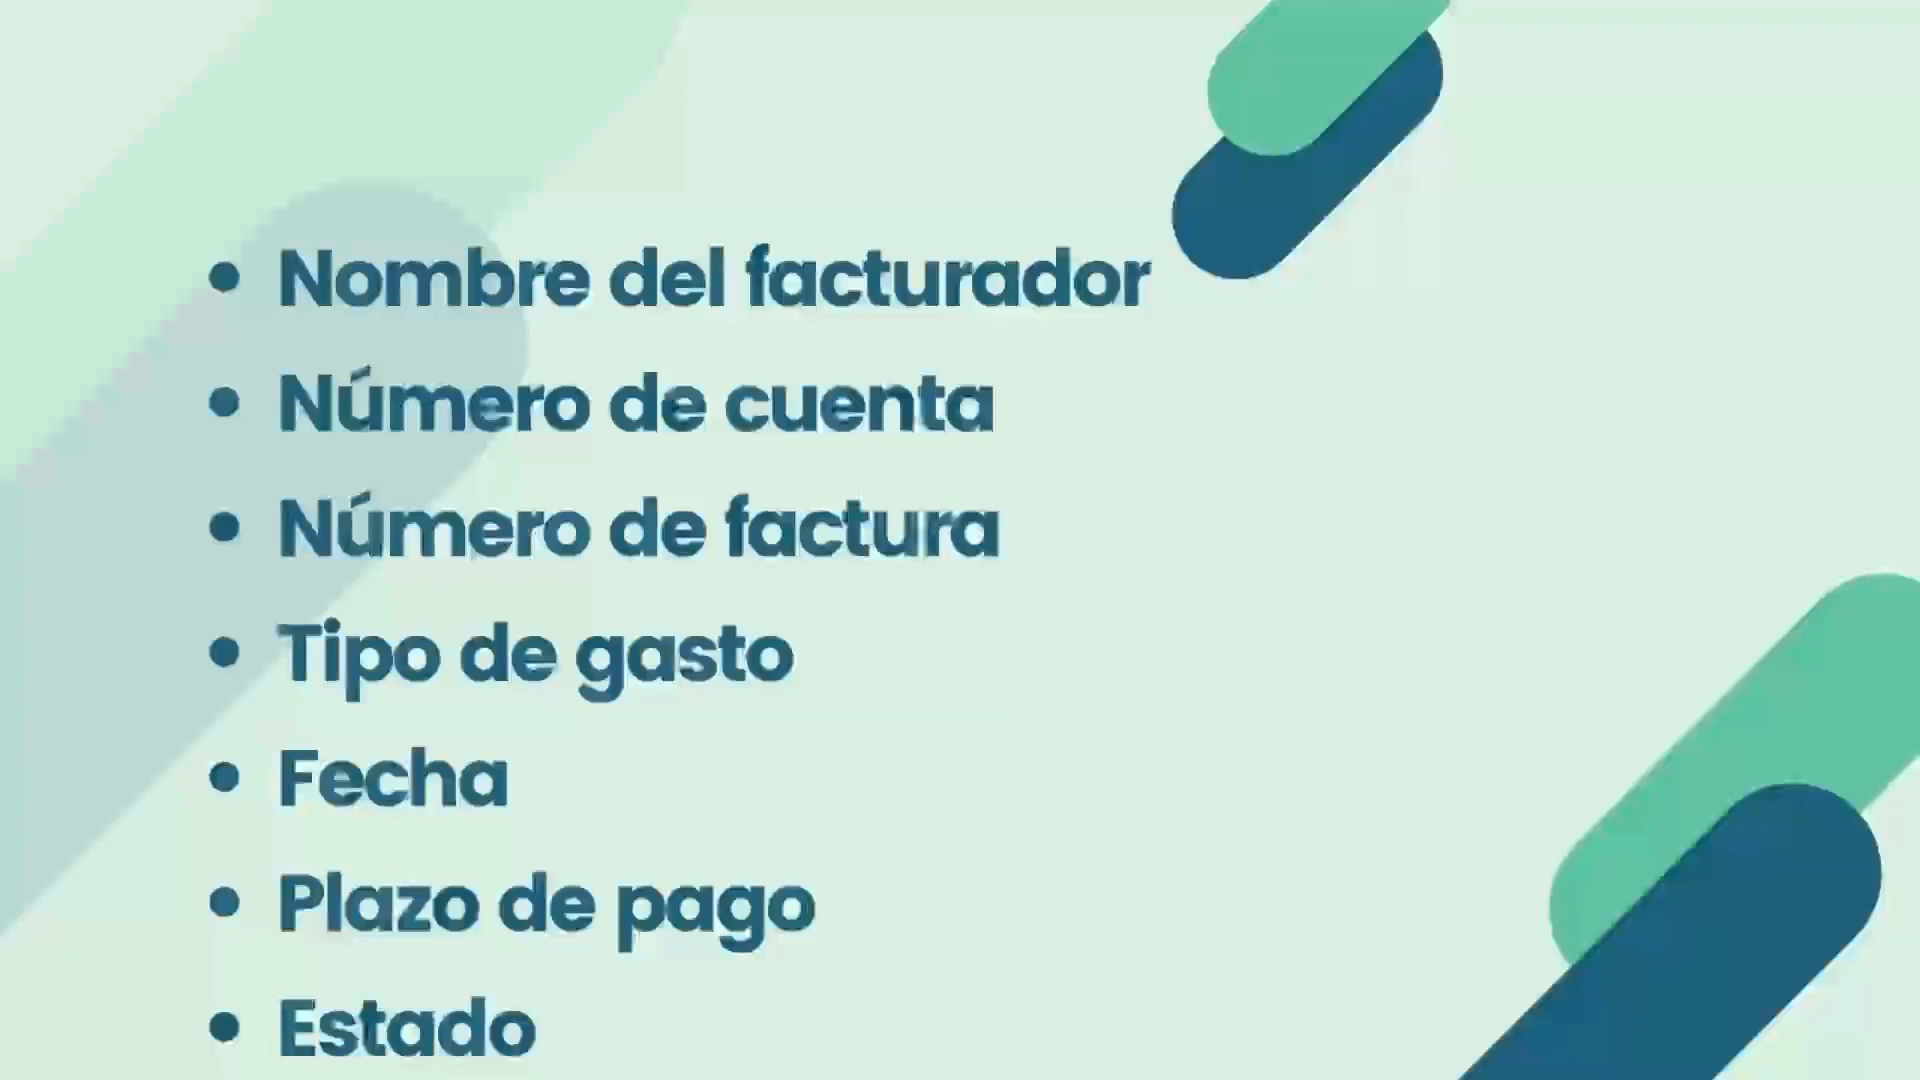 • Nombre del facturador
• Número de cuenta
• Número de factura
• Tipo de gasto
• Fecha
• Plazo de pago
• Estado